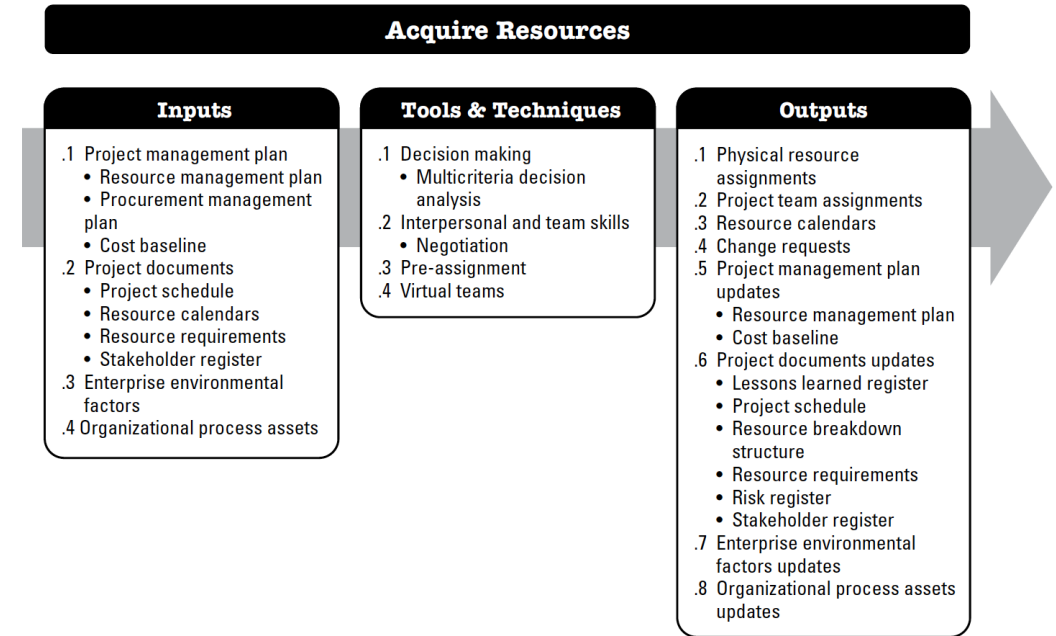 Acquire Resources
Inputs
.1 Project management plan
• Resource management plan
• Procurement management
plan
• Cost baseline
.2 Project documents
• Project schedule
• Resource calendars
• Resource requirements
• Stakeholder register
.3 Enterprise environmental
factors
.4 Organizational process assets
Tools & Techniques
.1 Decision making
• Multicriteria decision
analysis
.2 Interpersonal and team skills
• Negotiation
.3 Pre-assignment
.4 Virtual teams
Outputs
.1 Physical resource
assignments
.2 Project team assignments
.3 Resource calendars
.4 Change requests
.5 Project management plan
updates
• Resource management plan
• Cost baseline
.6 Project documents updates
• Lessons learned register
• Project schedule
• Resource breakdown
structure
• Resource requirements
• Risk register
• Stakeholder register
.7 Enterprise environmental
factors updates
.8 Organizational process assets
updates